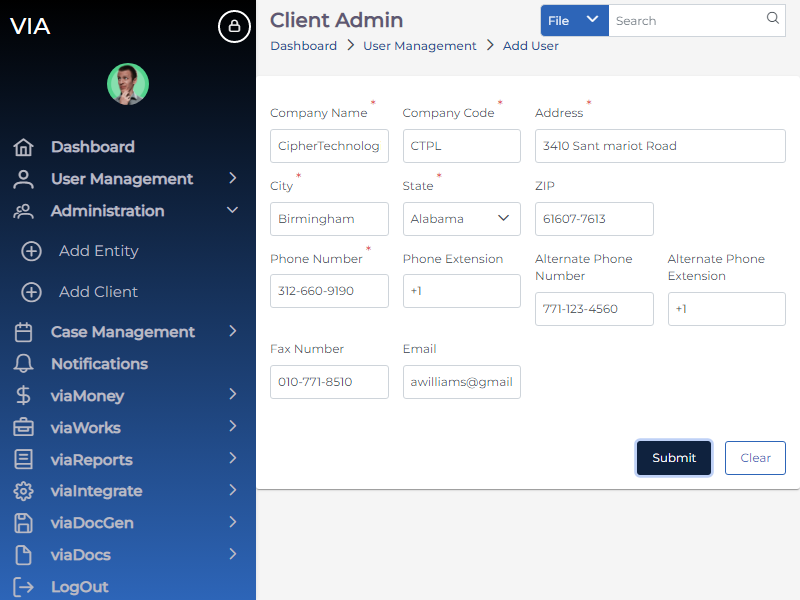 VIA
Dashboard
User Management
Administration
Add Entity
Add Client
Case Management
Notifications
viaMoney
viaWorks
viaReports
viaIntegrate
viaDocGen
viaDocs
LogOut
Client Admin
File
Search
Dashboard > User Management > Add User
Company Name *
Company Code *
Address *
CipherTechnolog
CTPL
3410 Sant mariot Road
City *
State *
ZIP
Birmingham
Alabama
61607-7613
Phone Number *
Phone Extension
Alternate Phone Number
Alternate Phone Extension
312-660-9190
+1
771-123-4560
+1
Fax Number
Email
010-771-8510
awilliams@gmail
Submit
Clear